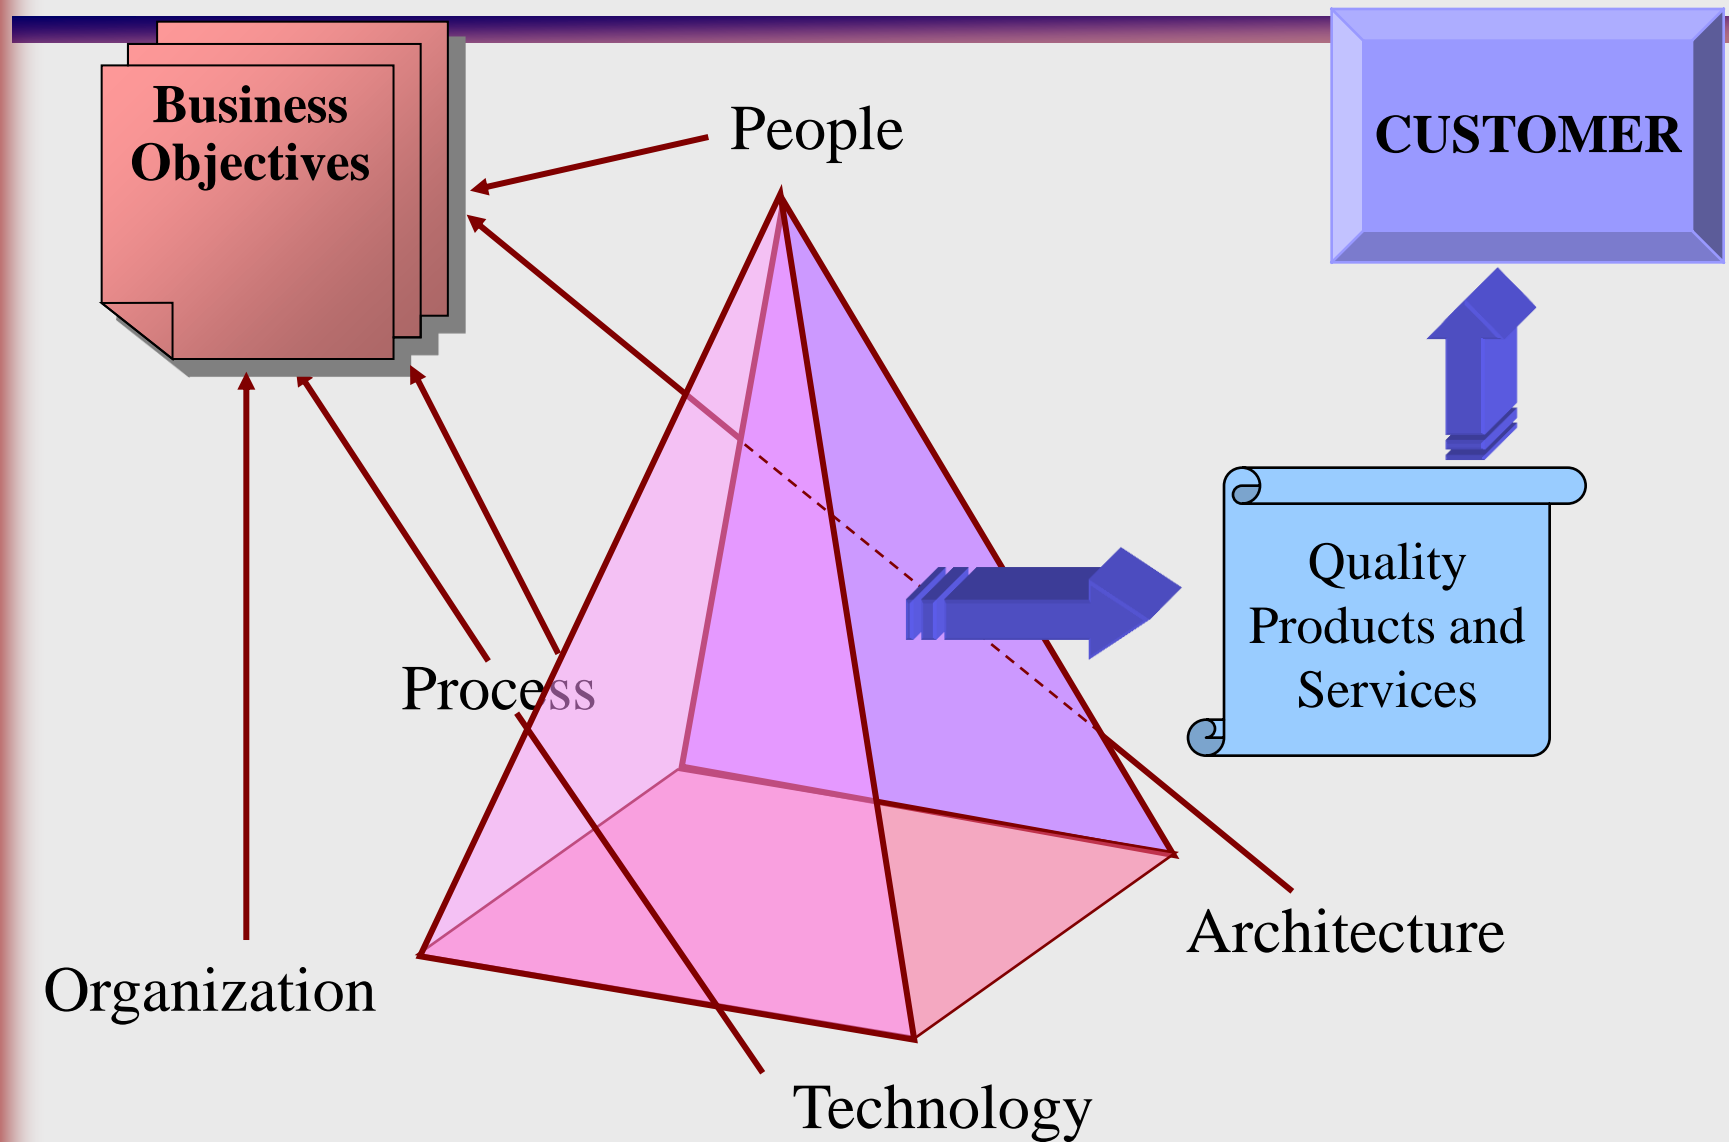 Business
Objectives
People
CUSTOMER
Quality
Products and
Services
Process
Architecture
Organization
Technology